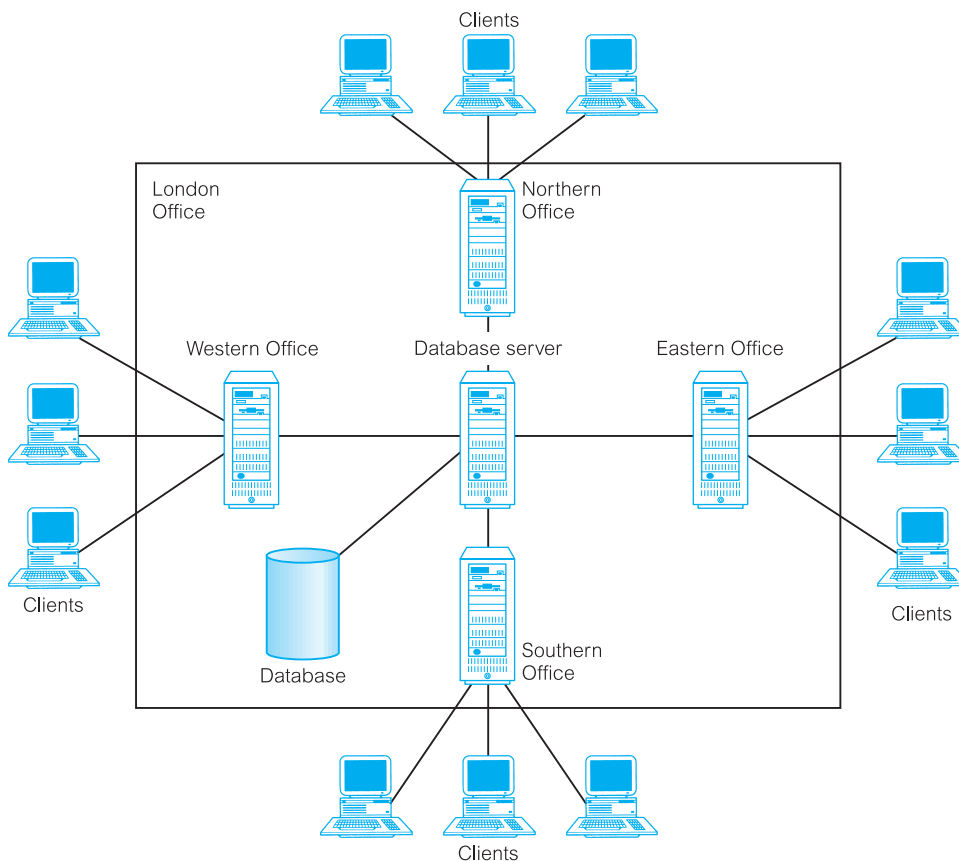 Clients
London
Office
Northern
Office
Western Office
Database server
Eastern Office
Clients
Database
Southern
Office
Clients
Clients